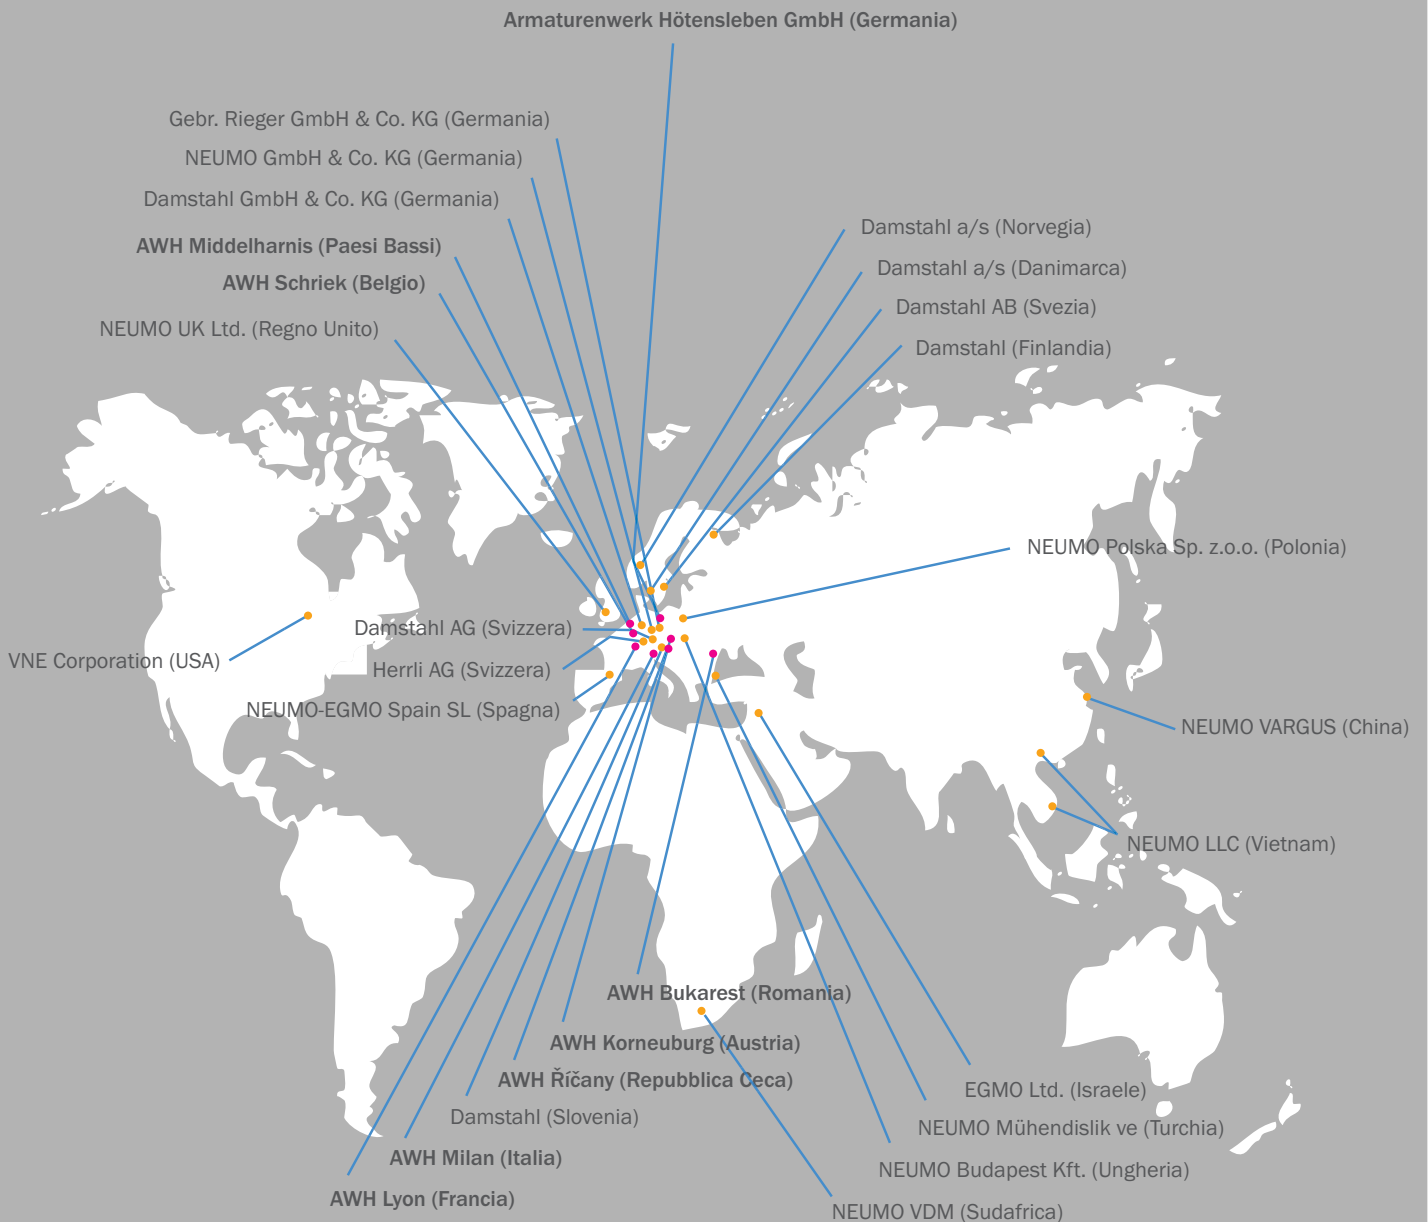 Armaturenwerk Hötensleben GmbH (Germania)
Gebr. Rieger GmbH & Co. KG (Germania)
NEUMO GmbH & Co. KG (Germania)
Damstahl GmbH & Co. KG (Germania)
AWH Middelharnis (Paesi Bassi)
AWH Schriek (Belgio)
NEUMO UK Ltd. (Regno Unito)
Damstahl a/s (Norvegia)
Damstahl a/s (Danimarca)
Damstahl AB (Svezia)
Damstahl (Finlandia)
NEUMO Polska Sp. z.o.o. (Polonia)
Damstahl AG (Svizzera)
VNE Corporation (USA)
Herrli AG (Svizzera)
NEUMO-EGMO Spain SL (Spagna)
NEUMO VARGUS (China)
NEUMO LLC (Vietnam)
AWH Bukarest (Romania)
AWH Korneuburg (Austria)
AWH Říčany (Repubblica Ceca)
Damstahl (Slovenia)
AWH Milan (Italia)
AWH Lyon (Francia)
EGMO Ltd. (Israele)
NEUMO Mühendislik ve (Turchia)
NEUMO Budapest Kft. (Ungheria)
NEUMO VDM (Sudafrica)